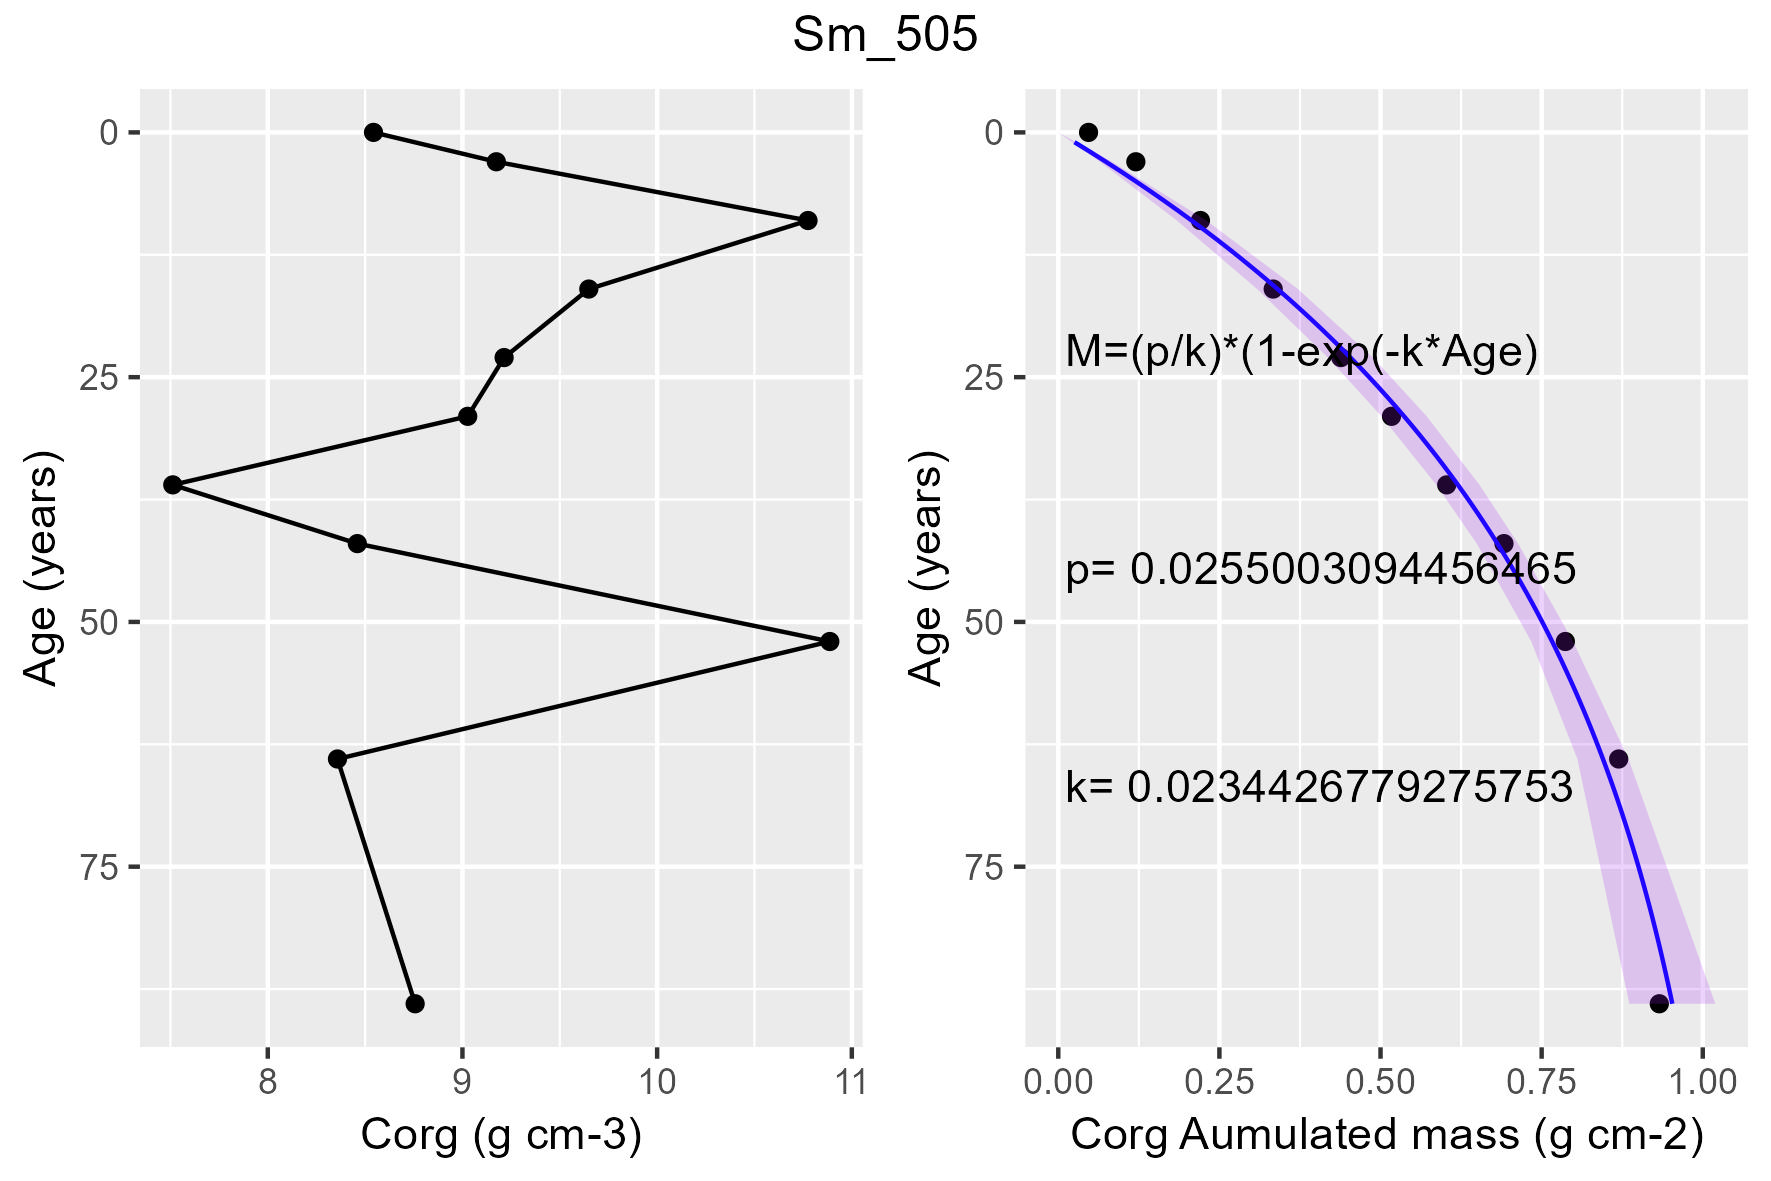 Sm_505
0
25
50
75
Age (years)
8
9
10
11
Corg (g cm-3)
0
25
50
75
Age (years)
M=(p/k)*(1-exp(-k*Age)
p= 0.0255003094456465
k= 0.0234426779275753
0.00
0.25
0.50
0.75
1.00
Corg Aumulated mass (g cm-2)